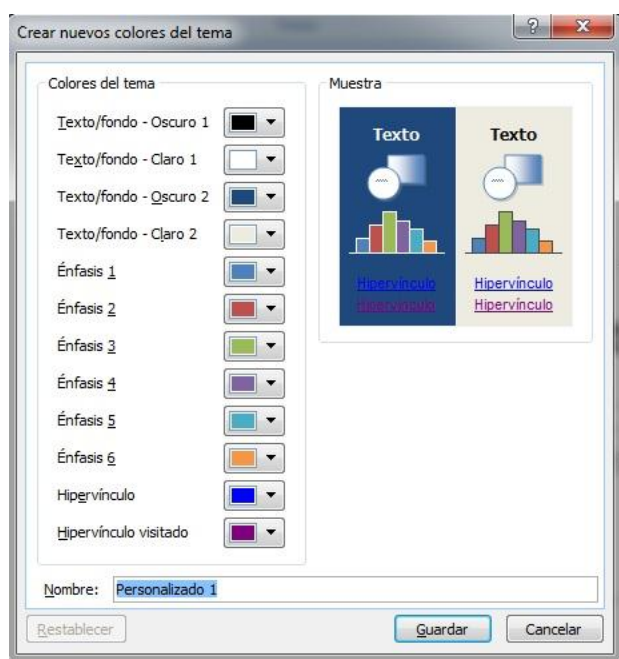 Crear nuevos colores del tema
Colores del tema
Texto/fondo - Oscuro 1
Texto/fondo - Claro 1
Texto/fondo - Oscuro 2
Texto/fondo - Claro 2
Énfasis 1
Énfasis 2
Énfasis 3
Énfasis 4
Énfasis 5
Énfasis 6
Hipervínculo
Hipervínculo visitado
Muestra
Texto Texto
Hipervínculo Hipervínculo
Hipervínculo Hipervínculo
Nombre: Personalizado 1
Restablecer Guardar Cancelar